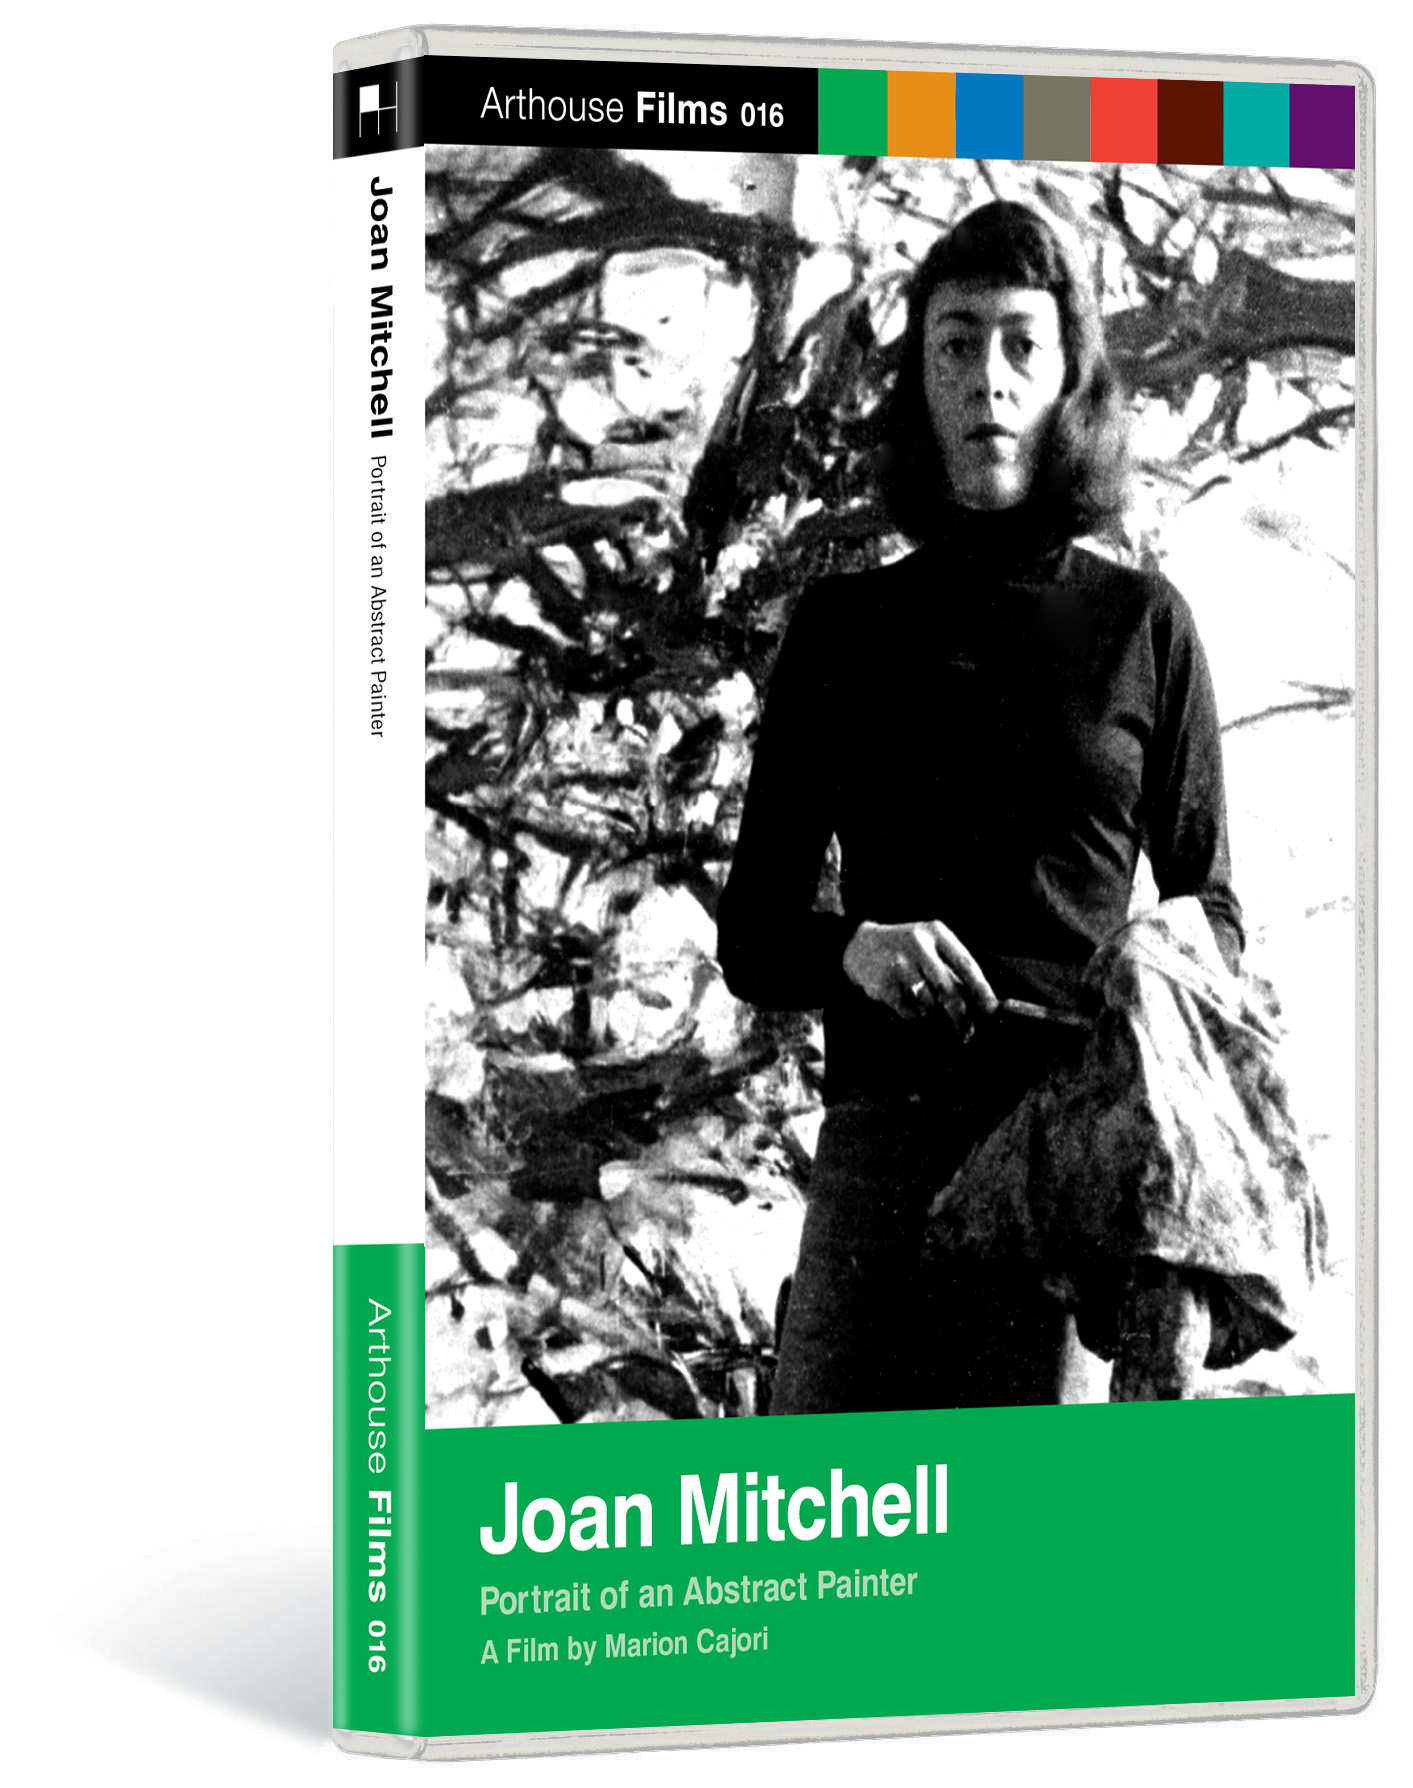 Arthouse Films 016
Joan Mitchell Portrait of an Abstract Painter
Arthouse Films 016
Joan Mitchell
Portrait of an Abstract Painter
A Film by Marion Cajori